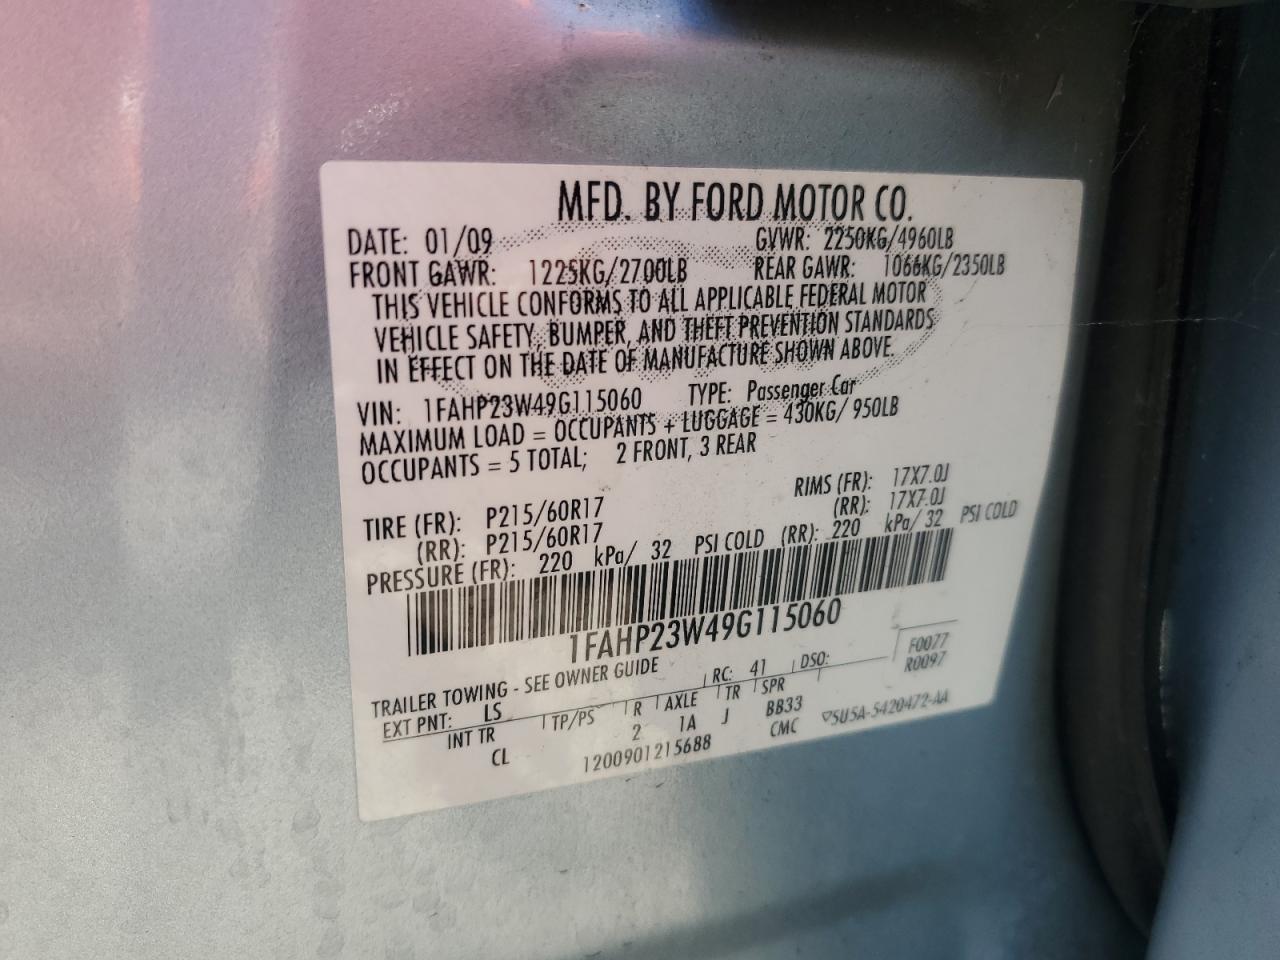 MFD. BY FORD MOTOR CO.
DATE: 01/09 GVWR: 2250KG/4960LB
FRONT GAWR: 1225KG/2700LB REAR GAWR: 1066KG/2350LB
THIS VEHICLE CONFORMS TO ALL APPLICABLE FEDERAL MOTOR
VEHICLE SAFETY, BUMPER, AND THEFT PREVENTION STANDARDS
IN EFFECT ON THE DATE OF MANUFACTURE SHOWN ABOVE.
VIN: 1FAHP23W49G115060 TYPE: Passenger Car
MAXIMUM LOAD = OCCUPANTS + LUGGAGE = 430KG/ 950LB
OCCUPANTS = 5 TOTAL; 2 FRONT, 3 REAR
TIRE (FR): P215/60R17 RIMS (FR): 17X7.0J
(RR): P215/60R17 (RR): 17X7.0J
PRESSURE (FR): 220 kPa/ 32 PSI COLD (RR): 220 kPa/ 32 PSI COLD
1FAHP23W49G115060
TRAILER TOWING - SEE OWNER GUIDE F0077
EXT PNT: LS RC: 41 DSO: R0097
INT TR TP/PS R AXLE TR SPR
CL 2 1A J BB33
1200901215688 CMC 5U5A-5420472-AA